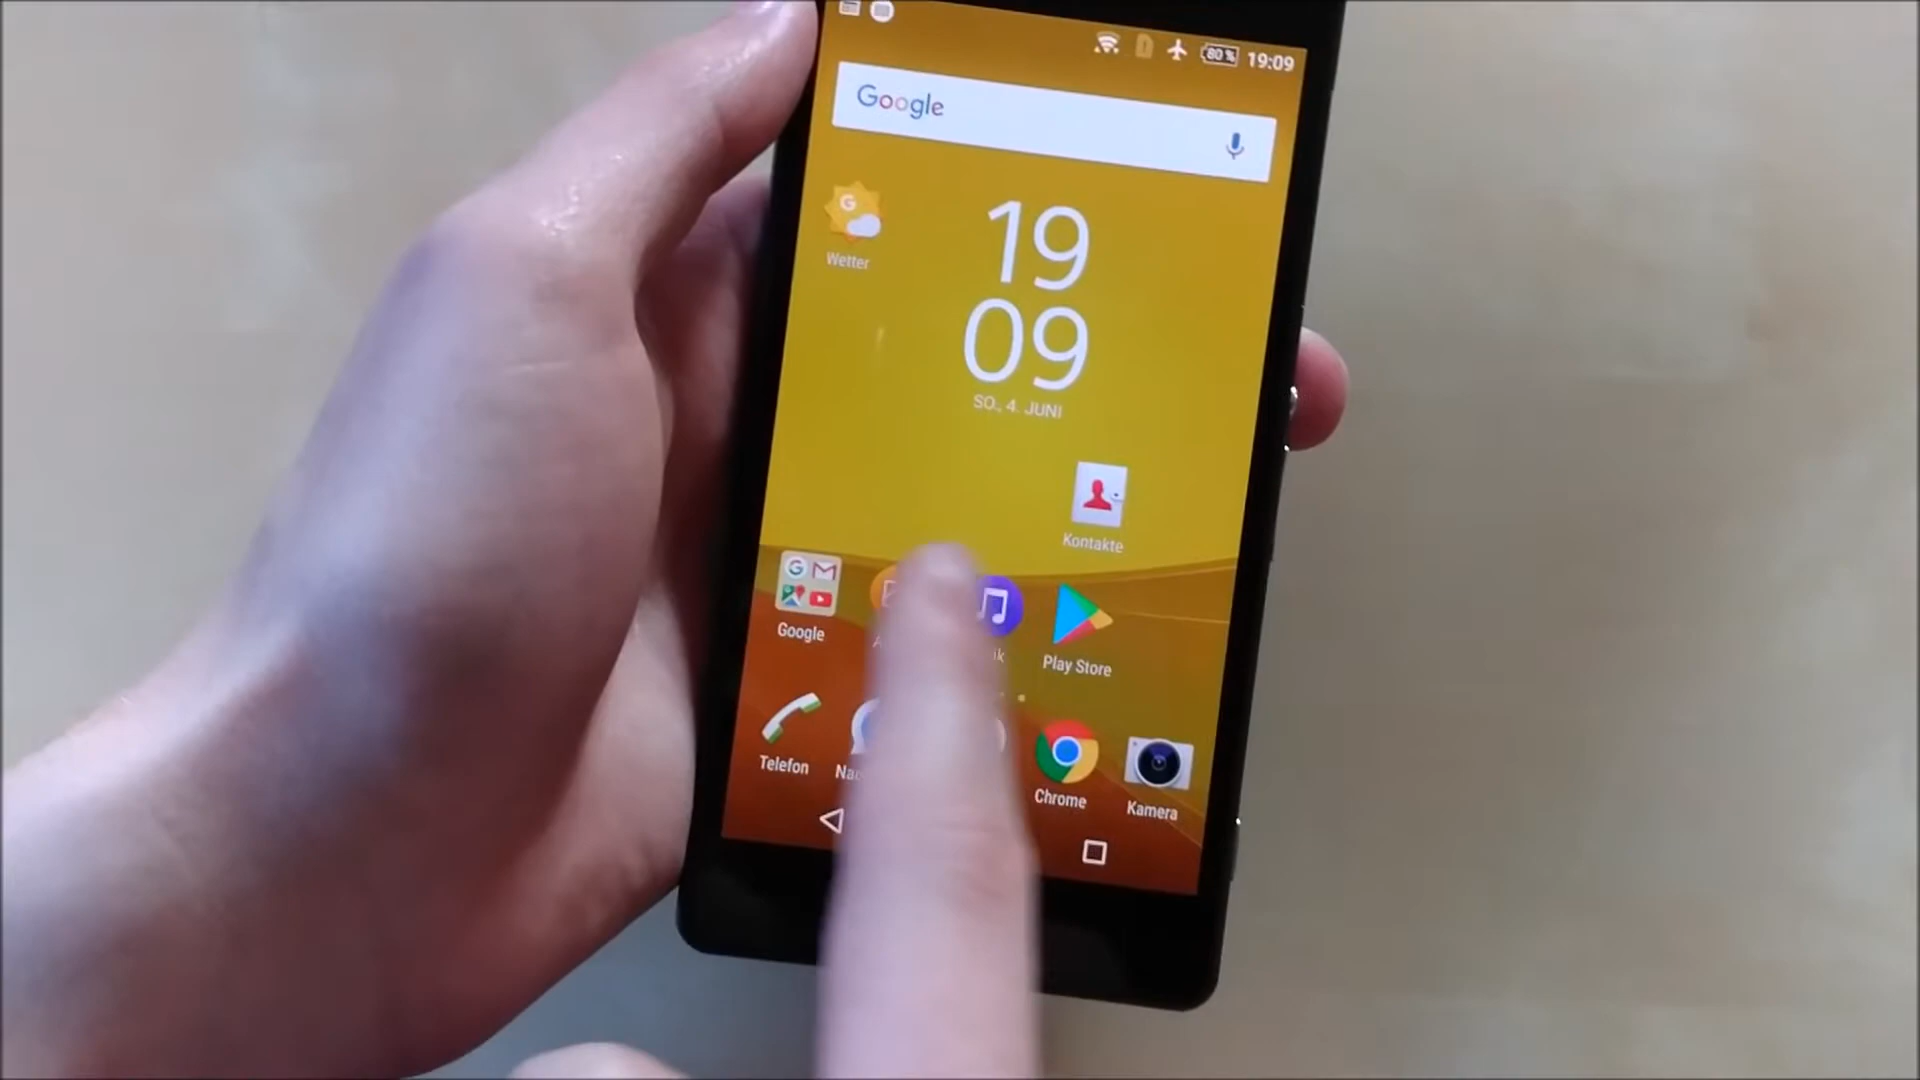 80 % 19:09
Google
Wetter
19
09
SO., 4. JUNI
Kontakte
Google
Play Store
Telefon
Chrome
Kamera